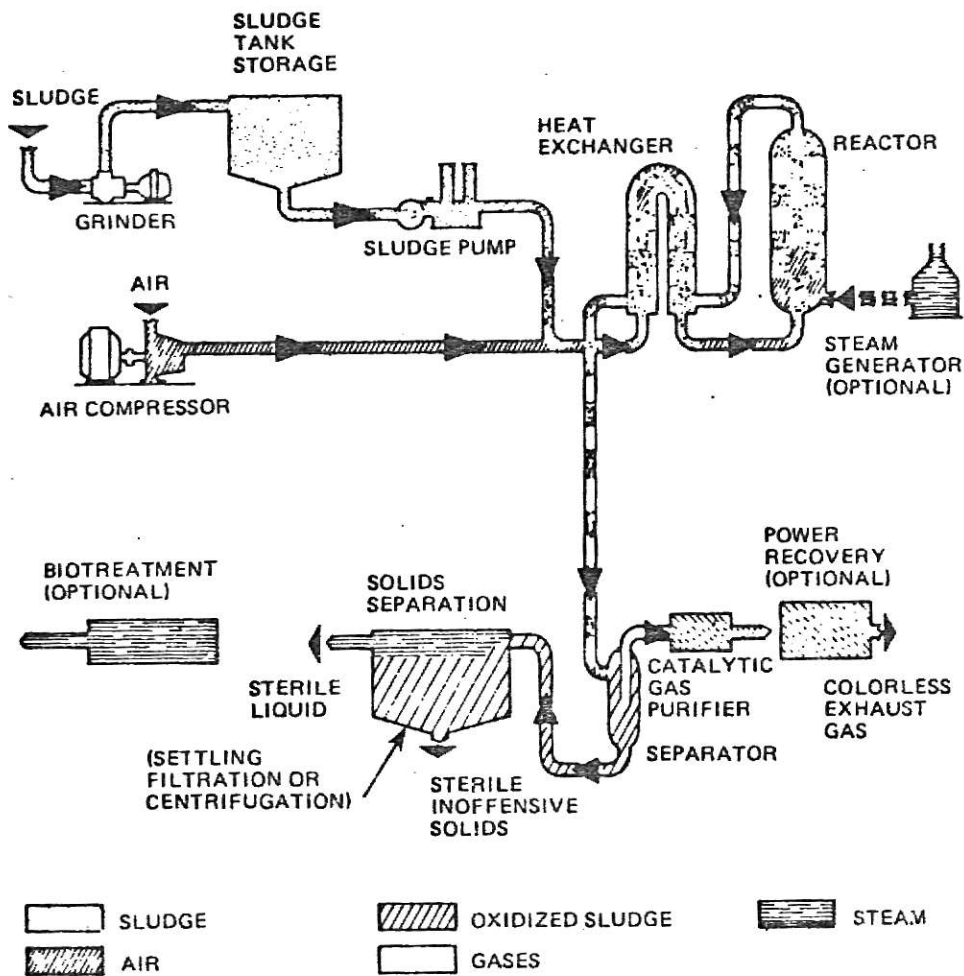 SLUDGE
TANK
STORAGE
SLUDGE
GRINDER
SLUDGE PUMP
HEAT
EXCHANGER
REACTOR
AIR
AIR COMPRESSOR
STEAM
GENERATOR
(OPTIONAL)
BIOTREATMENT
(OPTIONAL)
SOLIDS
SEPARATION
STERILE
LIQUID
(SETTLING
FILTRATION OR
CENTRIFUGATION)
STERILE
INOFFENSIVE
SOLIDS
POWER
RECOVERY
(OPTIONAL)
CATALYTIC
GAS
PURIFIER
SEPARATOR
COLORLESS
EXHAUST
GAS
SLUDGE
OXIDIZED SLUDGE
STEAM
AIR
GASES